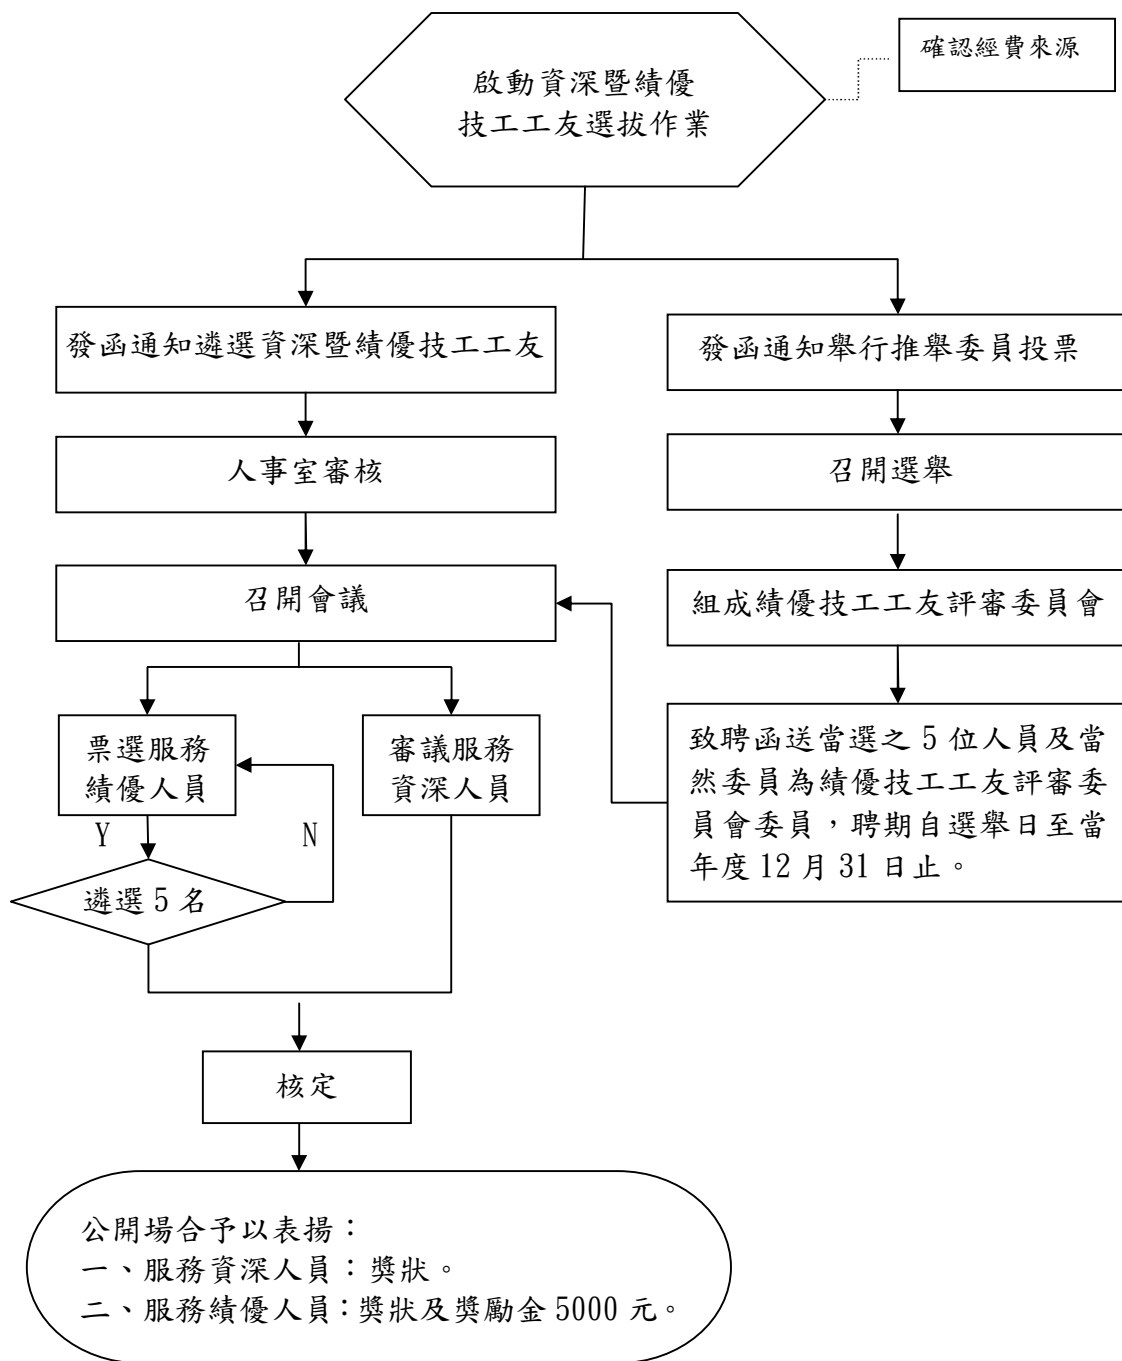 確認經費來源
啟動資深暨績優
技工工友選拔作業
發函通知遴選資深暨績優技工工友
發函通知舉行推舉委員投票
人事室審核
召開選舉
召開會議
組成績優技工工友評審委員會
票選服務
績優人員
審議服務
資深人員
致聘函送當選之 5 位人員及當
然委員為績優技工工友評審委
員會委員，聘期自選舉日至當
年度 12 月 31 日止。
Y
N
遴選 5 名
核定
公開場合予以表揚：
一、服務資深人員：獎狀。
二、服務績優人員：獎狀及獎勵金 5000 元。